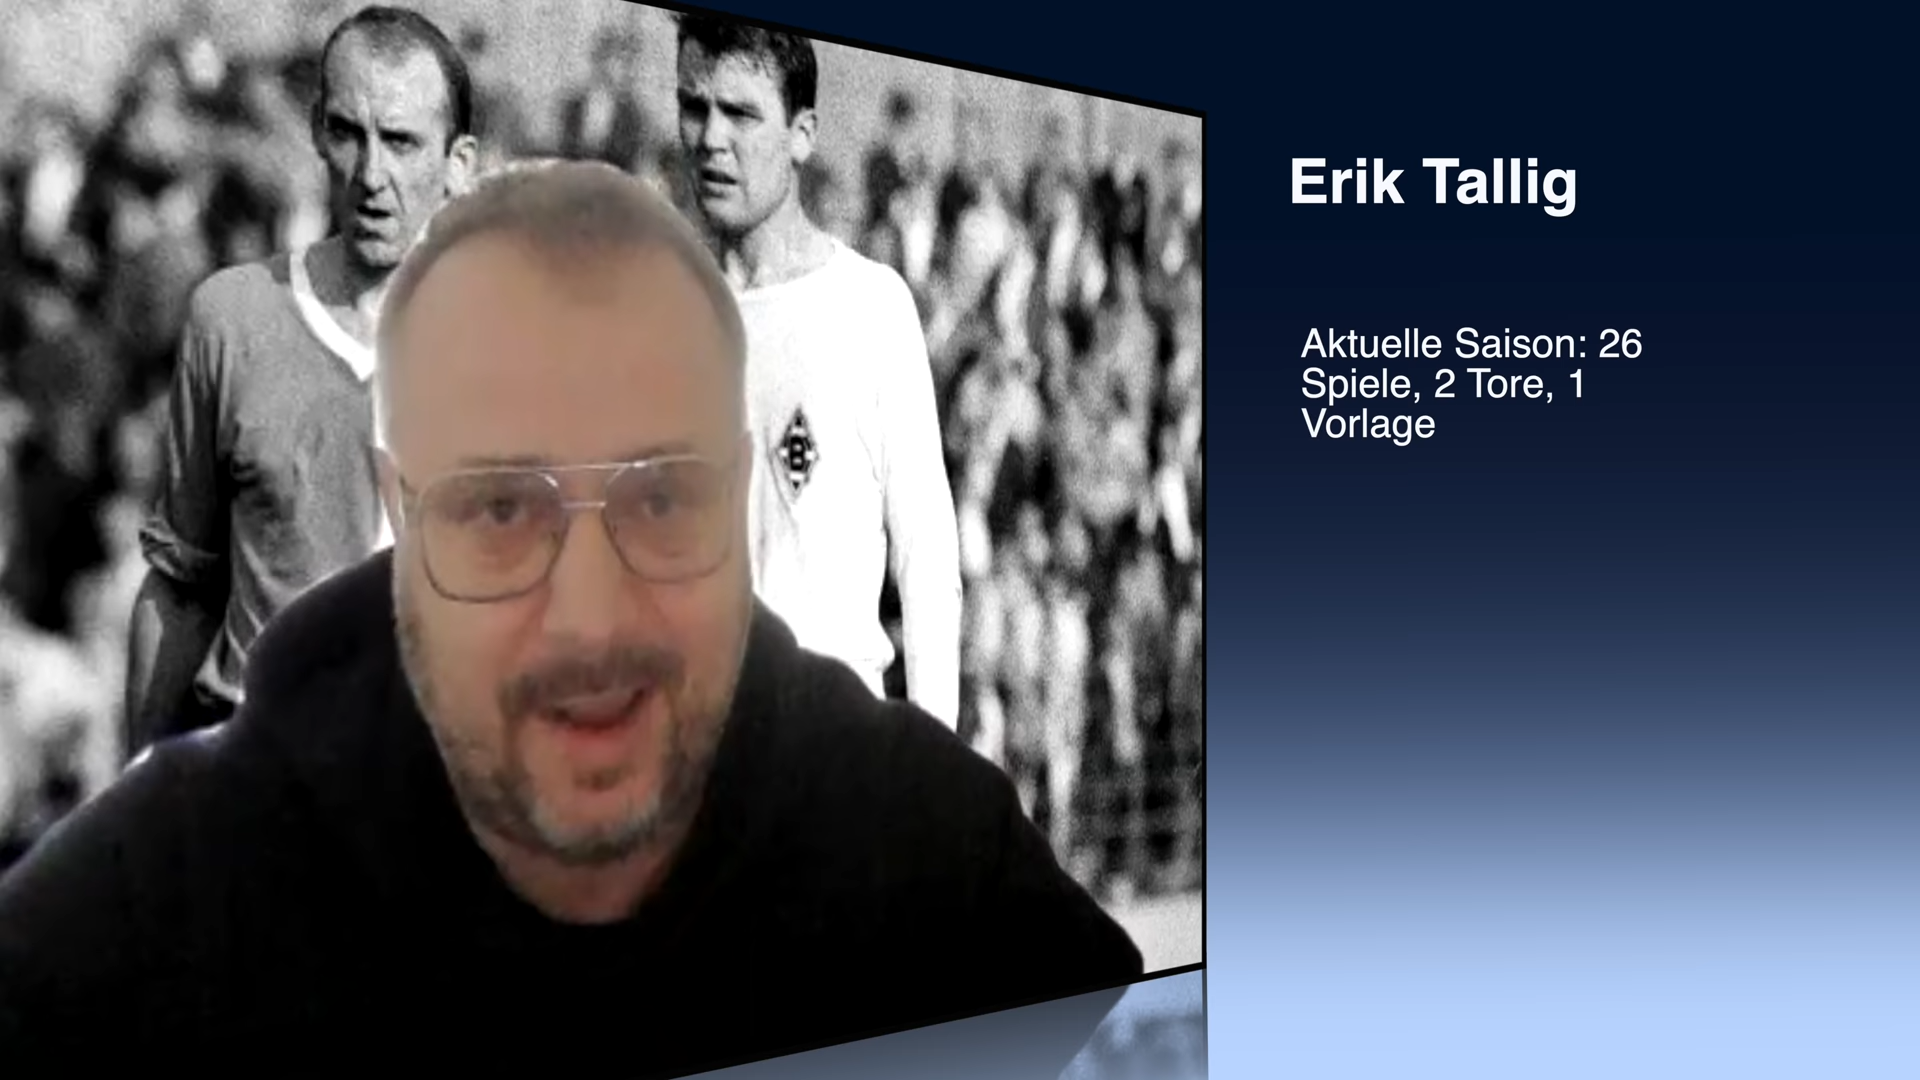 Erik Tallig
Aktuelle Saison: 26
Spiele, 2 Tore, 1
Vorlage
B